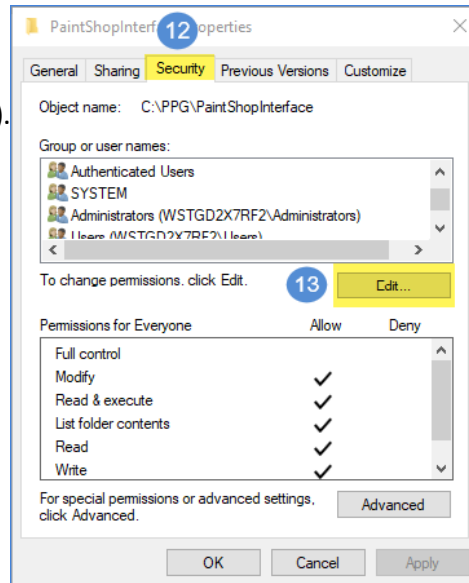 ).
PaintShopInterf 12 operties
General Sharing Security Previous Versions Customize
Object name: C:\PPG\PaintShopInterface
Group or user names:
Authenticated Users
SYSTEM
Administrators (WSTGD2X7RF2\Administrators)
Users (WSTGD2X7RF2\Users)
To change permissions, click Edit. 13 Edit...
Permissions for Everyone Allow Deny
Full control
Modify
Read & execute
List folder contents
Read
Write
For special permissions or advanced settings,
click Advanced. Advanced
OK Cancel Apply